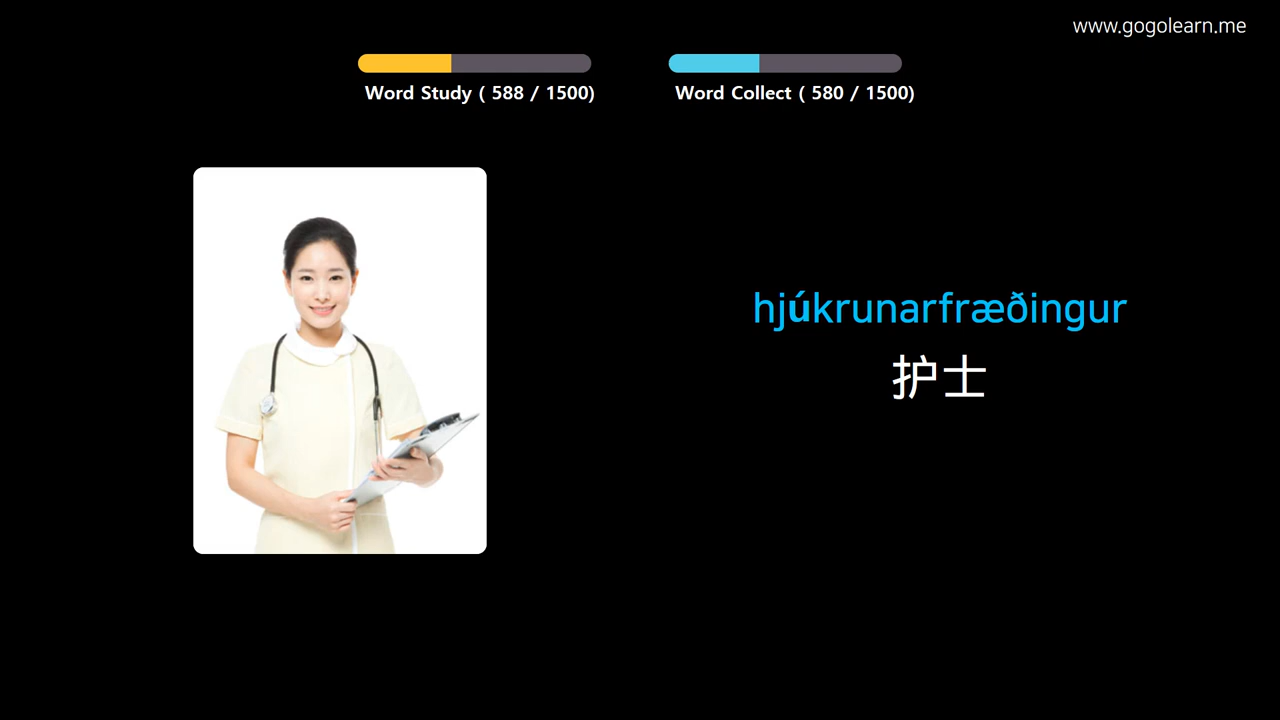 www.gogolearn.me
Word Study ( 588 / 1500)
Word Collect ( 580 / 1500)
hjúkrunarfræðingur
护士